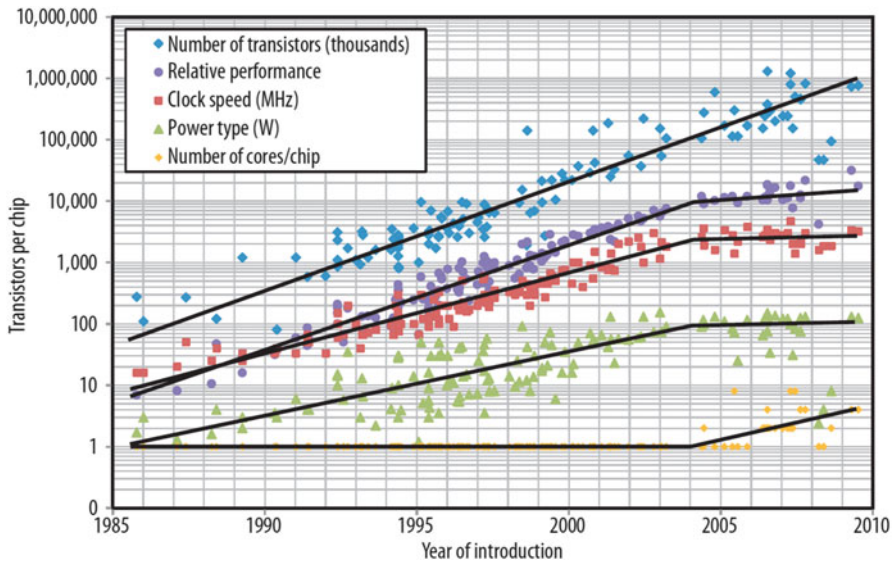 10,000,000
1,000,000
100,000
10,000
1,000
100
10
1
0
Transistors per chip
Number of transistors (thousands)
Relative performance
Clock speed (MHz)
Power type (W)
Number of cores/chip
1985
1990
1995
2000
2005
2010
Year of introduction